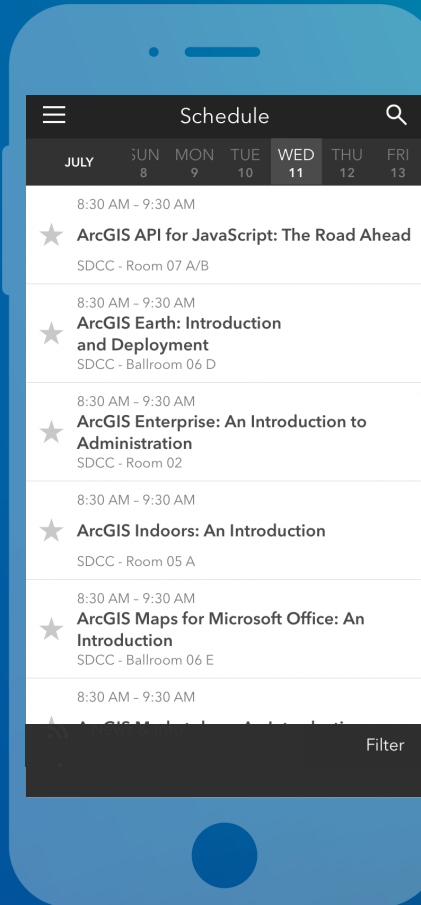 Schedule
JULY
SUN MON TUE WED THU FRI
8 9 10 11 12 13
8:30 AM – 9:30 AM
ArcGIS API for JavaScript: The Road Ahead
SDCC - Room 07 A/B
8:30 AM – 9:30 AM
ArcGIS Earth: Introduction
and Deployment
SDCC - Ballroom 06 D
8:30 AM – 9:30 AM
ArcGIS Enterprise: An Introduction to
Administration
SDCC - Room 02
8:30 AM – 9:30 AM
ArcGIS Indoors: An Introduction
SDCC - Room 05 A
8:30 AM – 9:30 AM
ArcGIS Maps for Microsoft Office: An
Introduction
SDCC - Ballroom 06 E
8:30 AM – 9:30 AM
Filter